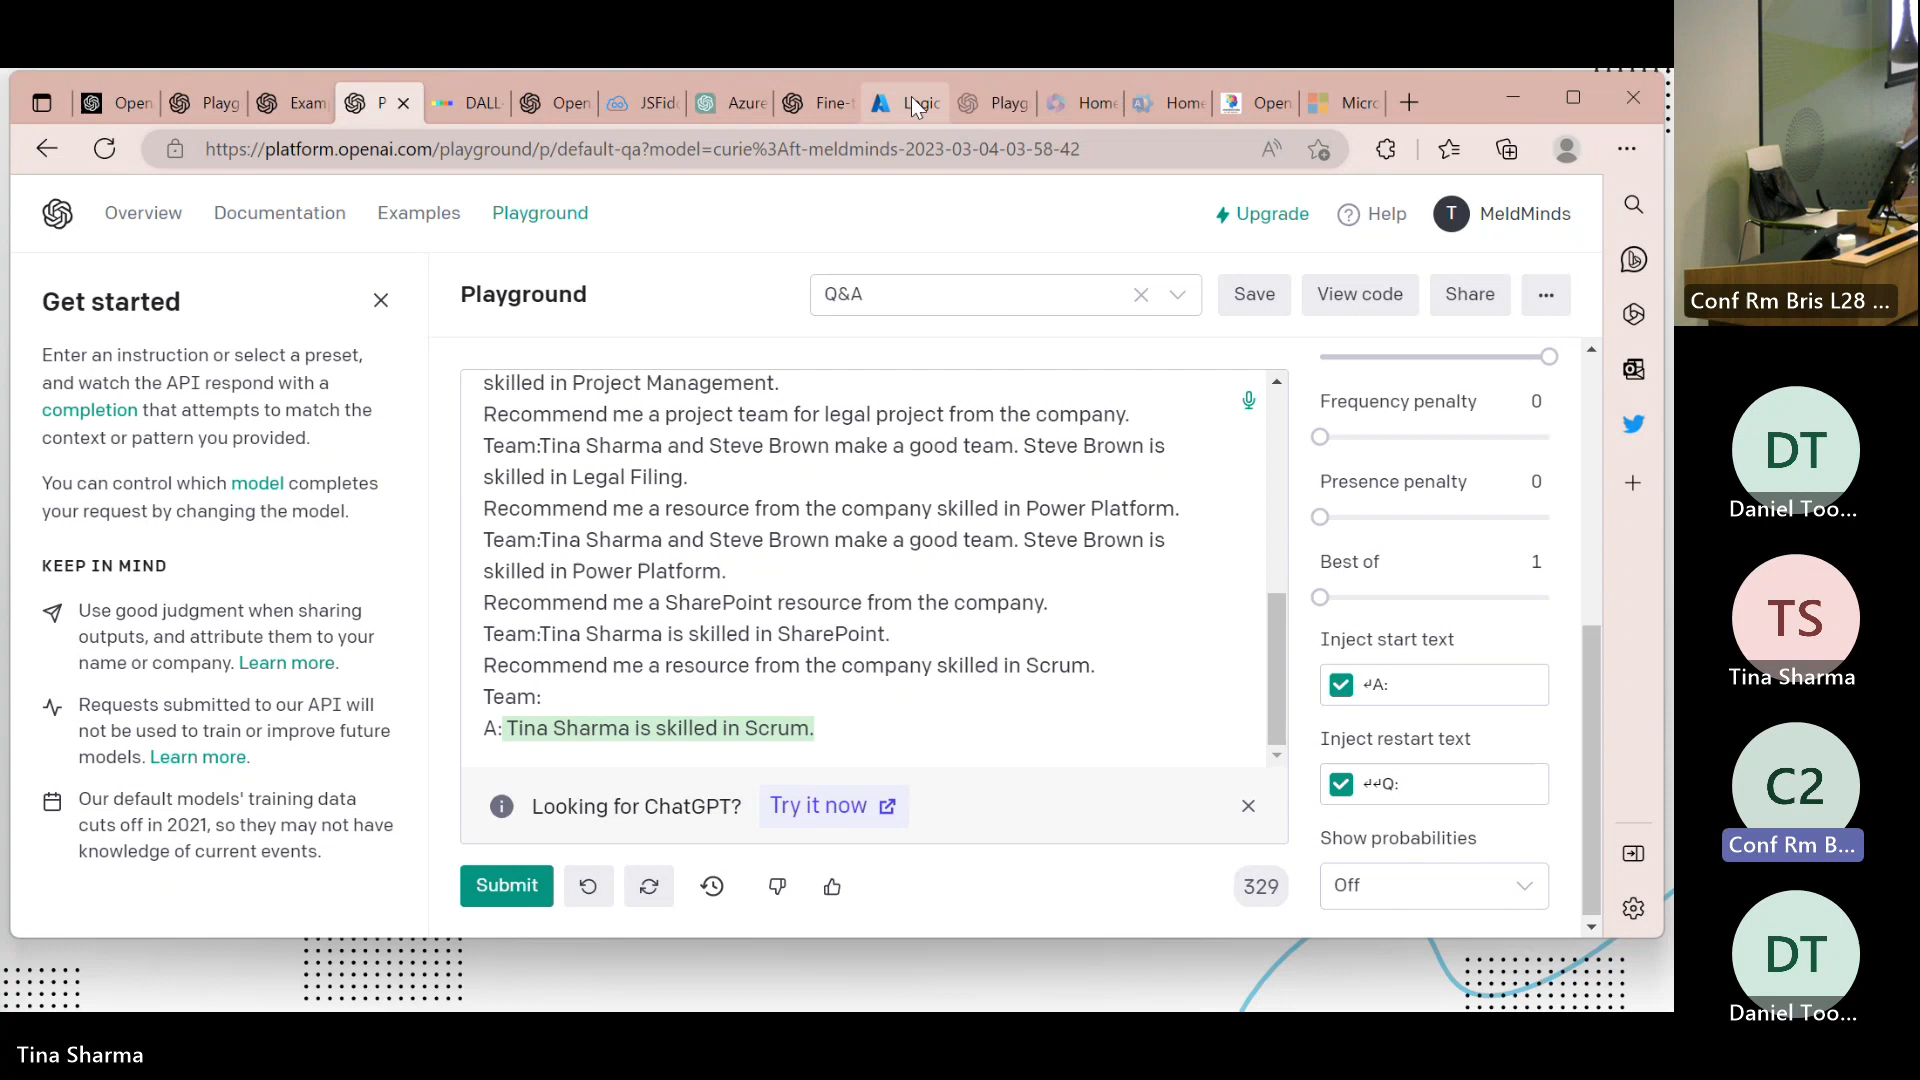 Open
Playg
Exam
P
DALL
Open
JSFid
Azure
Fine-t
Logic
Playg
Home
Home
Open
Micro
https://platform.openai.com/playground/p/default-qa?model=curie%3Aft-meldminds-2023-03-04-03-58-42
Overview
Documentation
Examples
Playground
Upgrade
? Help
T MeldMinds
Get started
Enter an instruction or select a preset,
and watch the API respond with a
completion that attempts to match the
context or pattern you provided.
You can control which model completes
your request by changing the model.
KEEP IN MIND
Use good judgment when sharing
outputs, and attribute them to your
name or company. Learn more.
Requests submitted to our API will
not be used to train or improve future
models. Learn more.
Our default models' training data
cuts off in 2021, so they may not have
knowledge of current events.
Playground
Q&A
Save
View code
Share
...
skilled in Project Management.
Recommend me a project team for legal project from the company.
Team:Tina Sharma and Steve Brown make a good team. Steve Brown is
skilled in Legal Filing.
Recommend me a resource from the company skilled in Power Platform.
Team:Tina Sharma and Steve Brown make a good team. Steve Brown is
skilled in Power Platform.
Recommend me a SharePoint resource from the company.
Team:Tina Sharma is skilled in SharePoint.
Recommend me a resource from the company skilled in Scrum.
Team:
A: Tina Sharma is skilled in Scrum.
Looking for ChatGPT? Try it now
Submit
329
Frequency penalty 0
Presence penalty 0
Best of 1
Inject start text
↵A:
Inject restart text
↵↵Q:
Show probabilities
Off
Conf Rm Bris L28 ...
DT
Daniel Too...
TS
Tina Sharma
C2
Conf Rm B...
DT
Daniel Too...
Tina Sharma